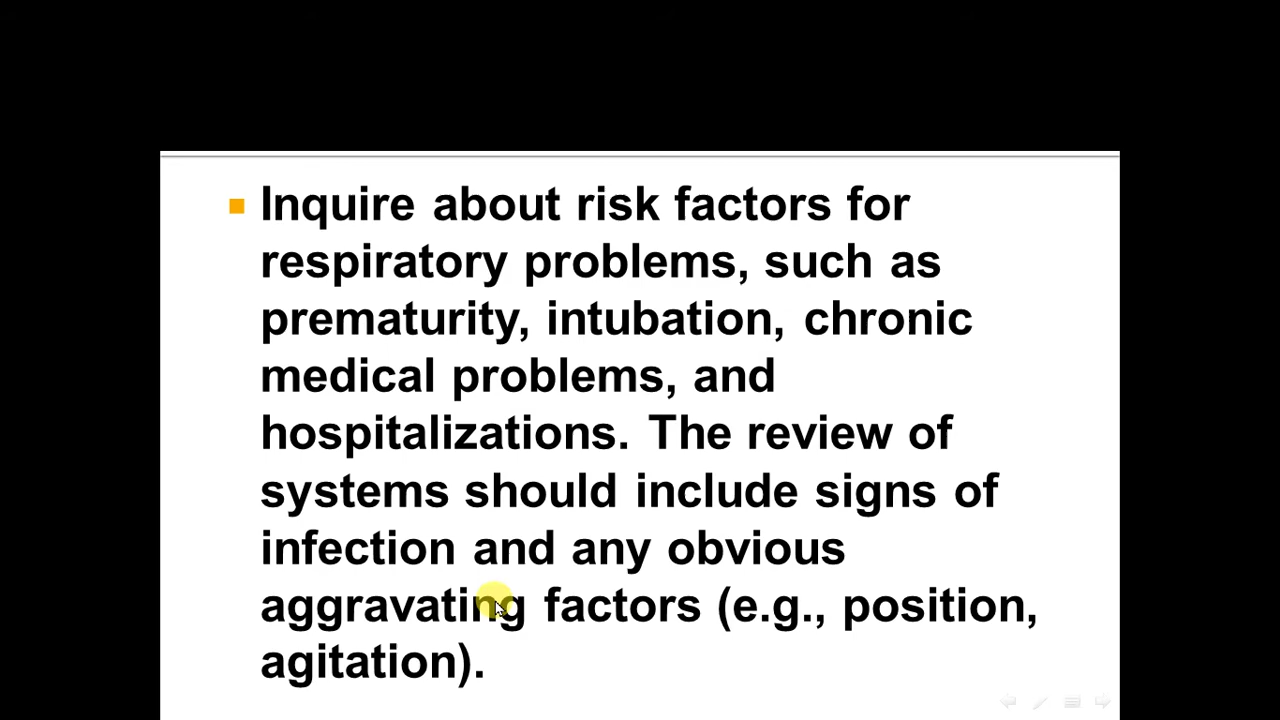 Inquire about risk factors for
respiratory problems, such as
prematurity, intubation, chronic
medical problems, and
hospitalizations. The review of
systems should include signs of
infection and any obvious
aggravating factors (e.g., position,
agitation).